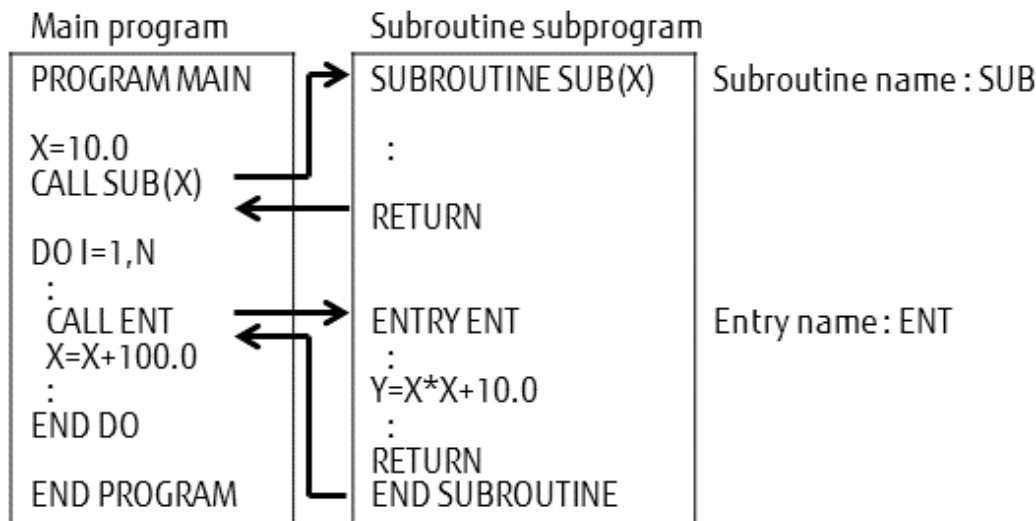 Main program
PROGRAM MAIN
X=10.0
CALL SUB(X)
DO I=1,N
:
CALL ENT
X=X+100.0
:
END DO
END PROGRAM
Subroutine subprogram
SUBROUTINE SUB(X)
:
RETURN
ENTRY ENT
:
Y=X*X+10.0
:
RETURN
END SUBROUTINE
Subroutine name : SUB
Entry name : ENT